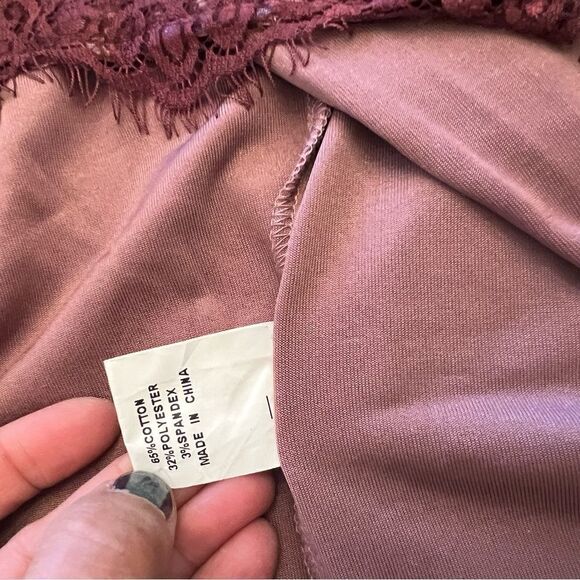 65%COTTON
32%POLYESTER
3%SPANDEX
MADE IN CHINA